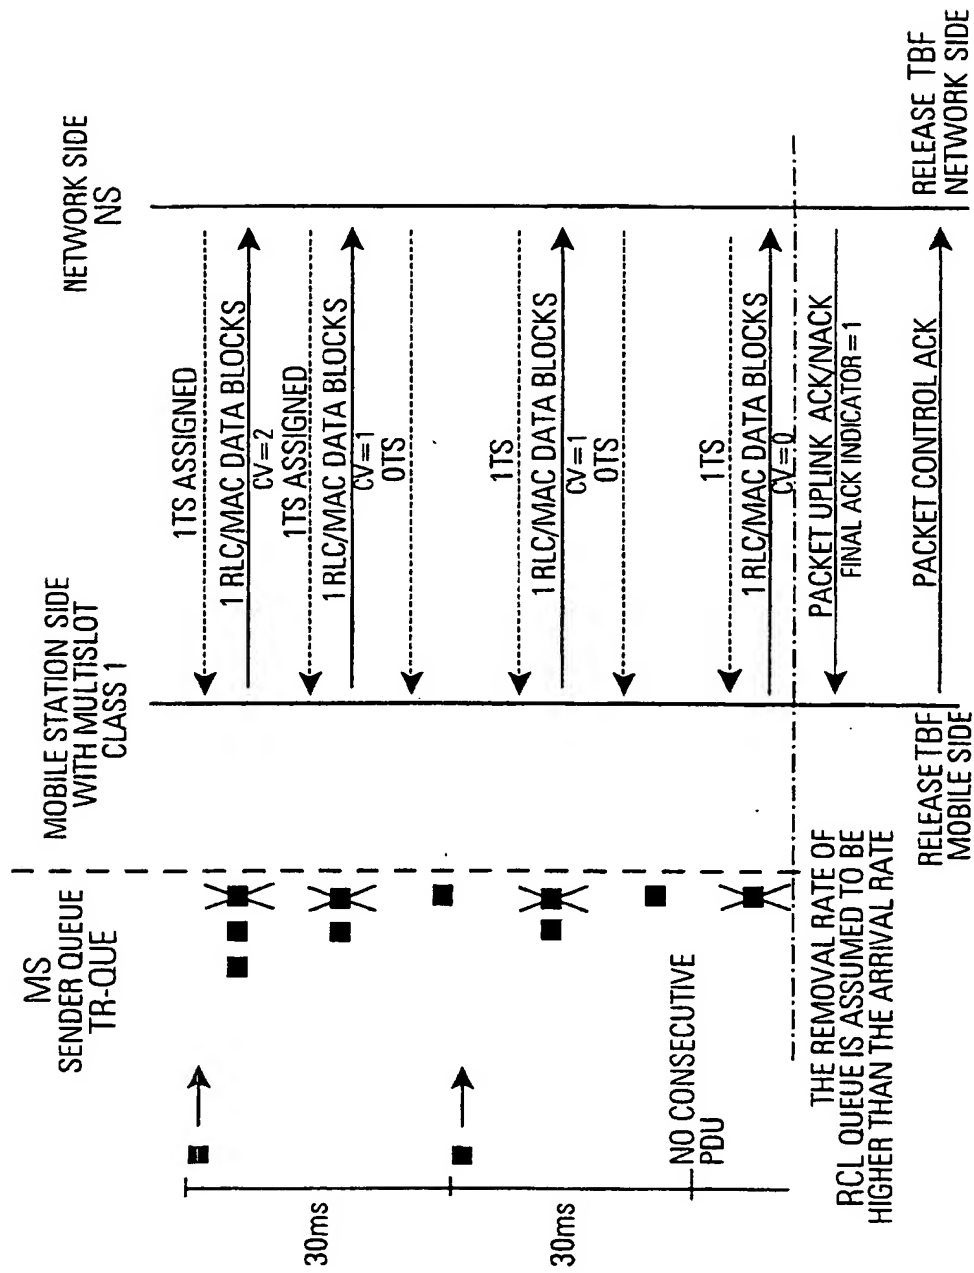 MS
SENDER QUEUE
TR-QUE
MOBILE STATION SIDE
WITH MULTISLOT
CLASS 1
NETWORK SIDE
NS
1TS ASSIGNED
1 RLC/MAC DATA BLOCKS
CV=2
1TS ASSIGNED
1 RLC/MAC DATA BLOCKS
CV=1
0TS
1TS
1 RLC/MAC DATA BLOCKS
CV=1
0TS
1TS
1 RLC/MAC DATA BLOCKS
CV=0
PACKET UPLINK ACK/NACK
FINAL ACK INDICATOR=1
PACKET CONTROL ACK
30ms
30ms
NO CONSECUTIVE
PDU
THE REMOVAL RATE OF
RCL QUEUE IS ASSUMED TO BE
HIGHER THAN THE ARRIVAL RATE
RELEASE TBF
MOBILE SIDE
RELEASE TBF
NETWORK SIDE